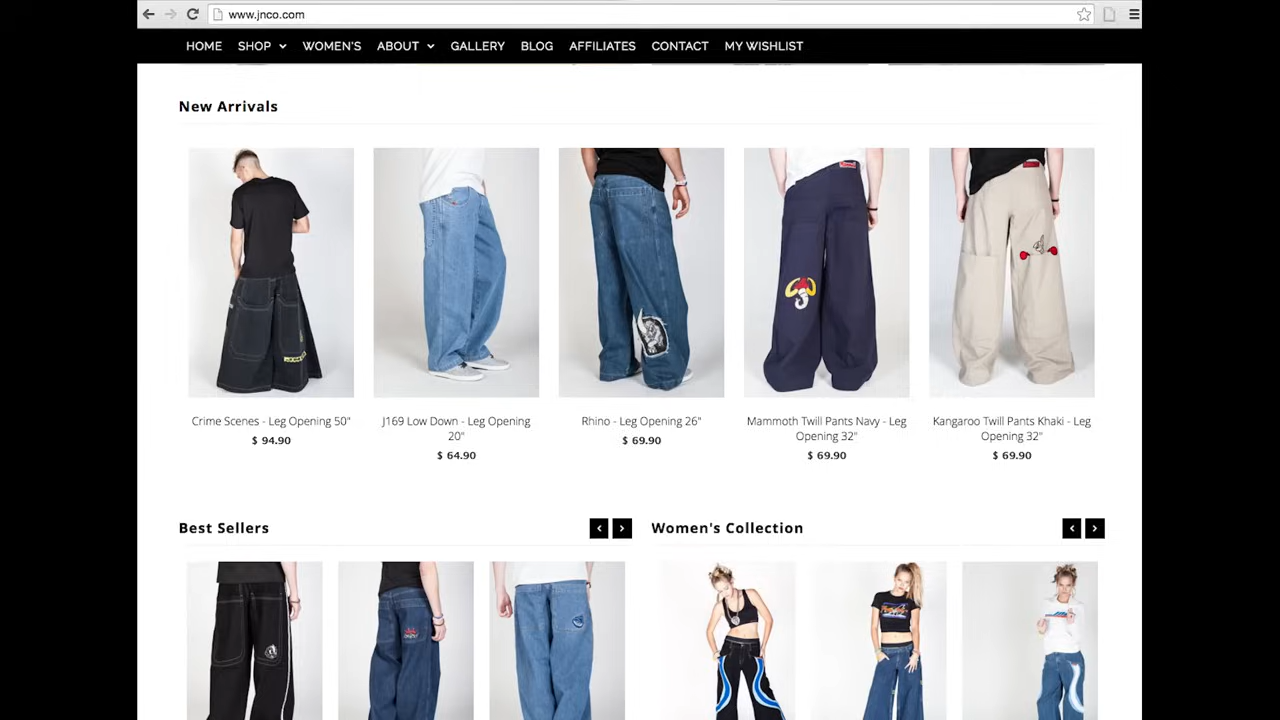 www.jnco.com
HOME SHOP WOMEN'S ABOUT GALLERY BLOG AFFILIATES CONTACT MY WISHLIST
New Arrivals
Crime Scenes - Leg Opening 50"
$ 94.90
J169 Low Down - Leg Opening
20"
$ 64.90
Rhino - Leg Opening 26"
$ 69.90
Mammoth Twill Pants Navy - Leg
Opening 32"
$ 69.90
Kangaroo Twill Pants Khaki - Leg
Opening 32"
$ 69.90
Best Sellers
Women's Collection